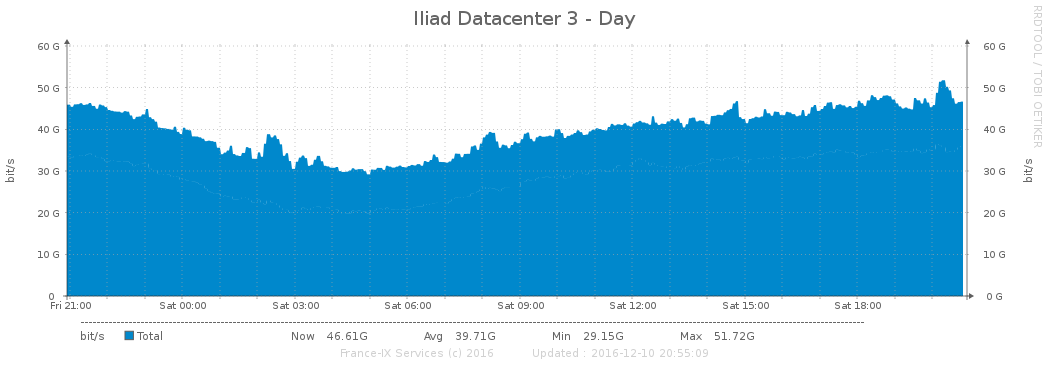 Iliad Datacenter 3 - Day
RRDTOOL / TOBI OETIKER
60 G 60 G
50 G 50 G
40 G 40 G
30 G 30 G
20 G 20 G
10 G 10 G
0 0 G
bit/s bit/s
Fri 21:00 Sat 00:00 Sat 03:00 Sat 06:00 Sat 09:00 Sat 12:00 Sat 15:00 Sat 18:00
bit/s Total Now 46.61G Avg 39.71G Min 29.15G Max 51.72G
France-IX Services (c) 2016 Updated : 2016-12-10 20:55:09